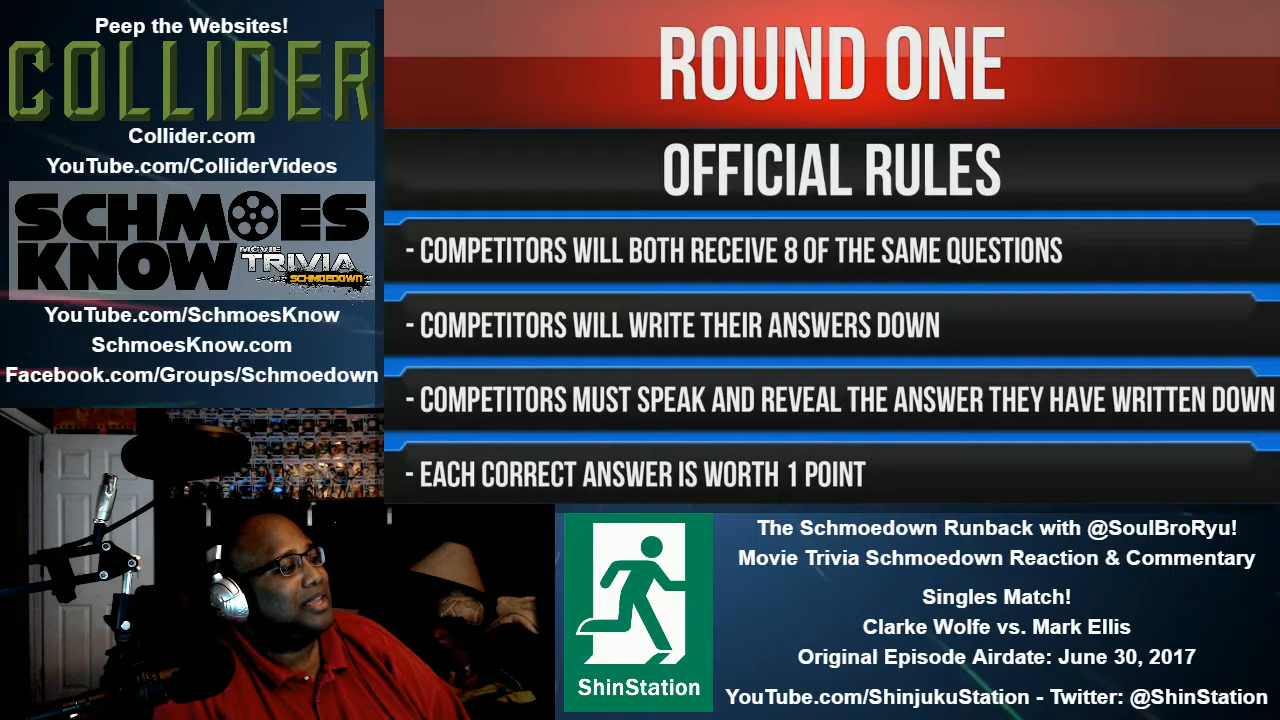 Peep the Websites!
COLLIDER
Collider.com
YouTube.com/ColliderVideos
SCHMOES
KNOW
MOVIE
TRIVIA
SCHMOEDOWN
YouTube.com/SchmoesKnow
SchmoesKnow.com
Facebook.com/Groups/Schmoedown
ROUND ONE
OFFICIAL RULES
- COMPETITORS WILL BOTH RECEIVE 8 OF THE SAME QUESTIONS
- COMPETITORS WILL WRITE THEIR ANSWERS DOWN
- COMPETITORS MUST SPEAK AND REVEAL THE ANSWER THEY HAVE WRITTEN DOWN
- EACH CORRECT ANSWER IS WORTH 1 POINT
ShinStation
The Schmoedown Runback with @SoulBroRyu!
Movie Trivia Schmoedown Reaction & Commentary
Singles Match!
Clarke Wolfe vs. Mark Ellis
Original Episode Airdate: June 30, 2017
YouTube.com/ShinjukuStation - Twitter: @ShinStation